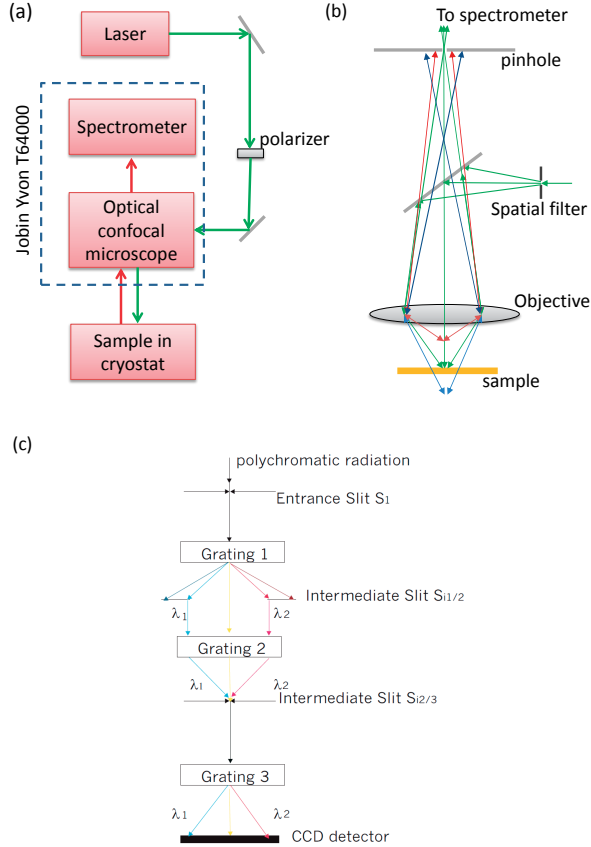 (a)
Laser
Jobin Yvon T64000
Spectrometer
polarizer
Optical
confocal
microscope
Sample in
cryostat
(b)
To spectrometer
pinhole
Spatial filter
Objective
sample
(c)
polychromatic radiation
Entrance Slit S1
Grating 1
Intermediate Slit Si1/2
λ1 λ2
Grating 2
λ1 λ2
Intermediate Slit Si2/3
Grating 3
λ1 λ2
CCD detector